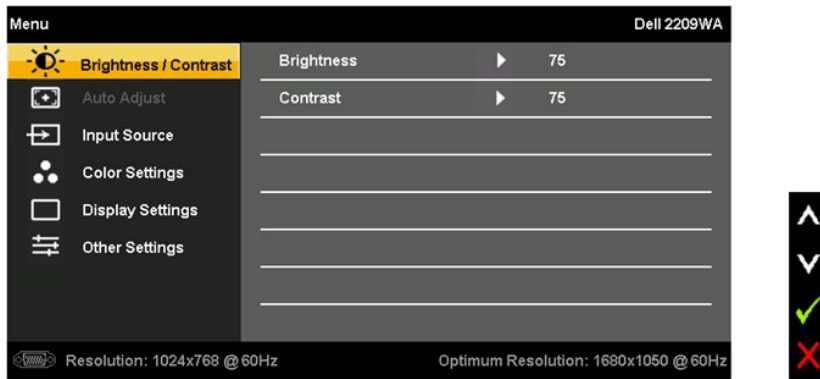 Menu Dell 2209WA
Brightness / Contrast Brightness 75
Auto Adjust Contrast 75
Input Source
Color Settings
Display Settings
Other Settings
Resolution: 1024x768 @ 60Hz Optimum Resolution: 1680x1050 @ 60Hz